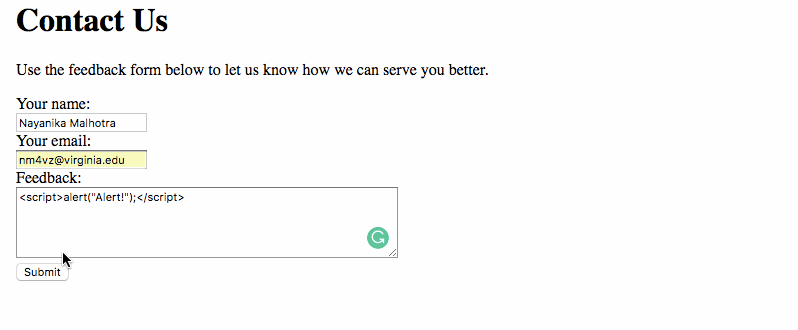 Contact Us
Use the feedback form below to let us know how we can serve you better.
Your name:
Nayanika Malhotra
Your email:
nm4vz@virginia.edu
Feedback:
<script>alert("Alert!");</script>
Submit